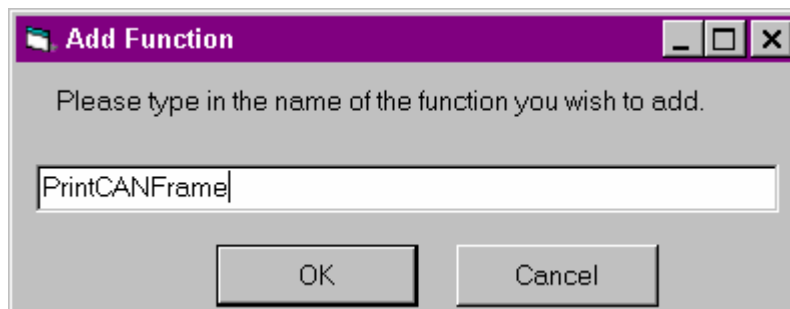 Add Function
Please type in the name of the function you wish to add.
PrintCANFrame
OK Cancel